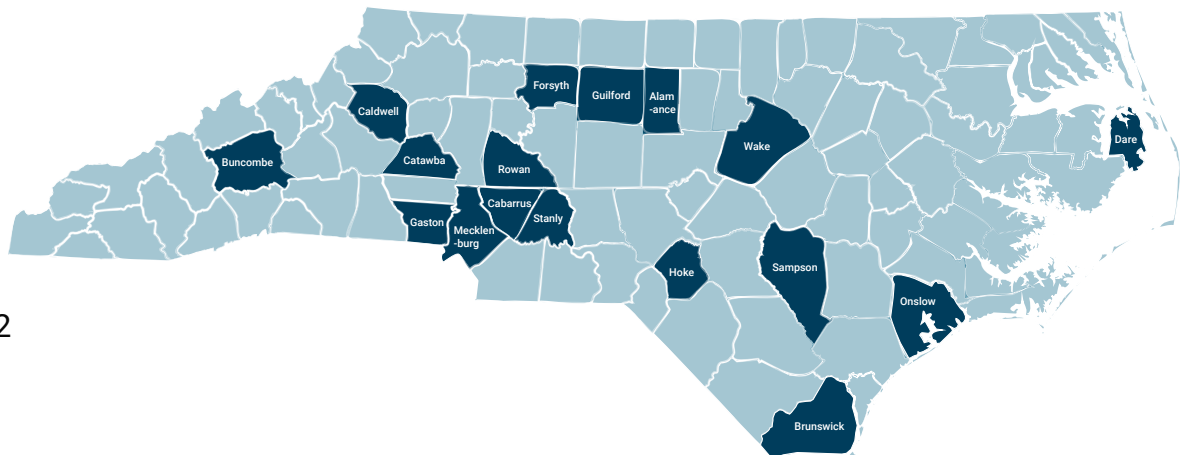 Forsyth
Guilford
Alam
-ance
Caldwell
Wake
Dare
Buncombe
Catawba
Rowan
Cabarrus
Stanly
Gaston
Mecklen
-burg
Hoke
Sampson
Onslow
2
Brunswick